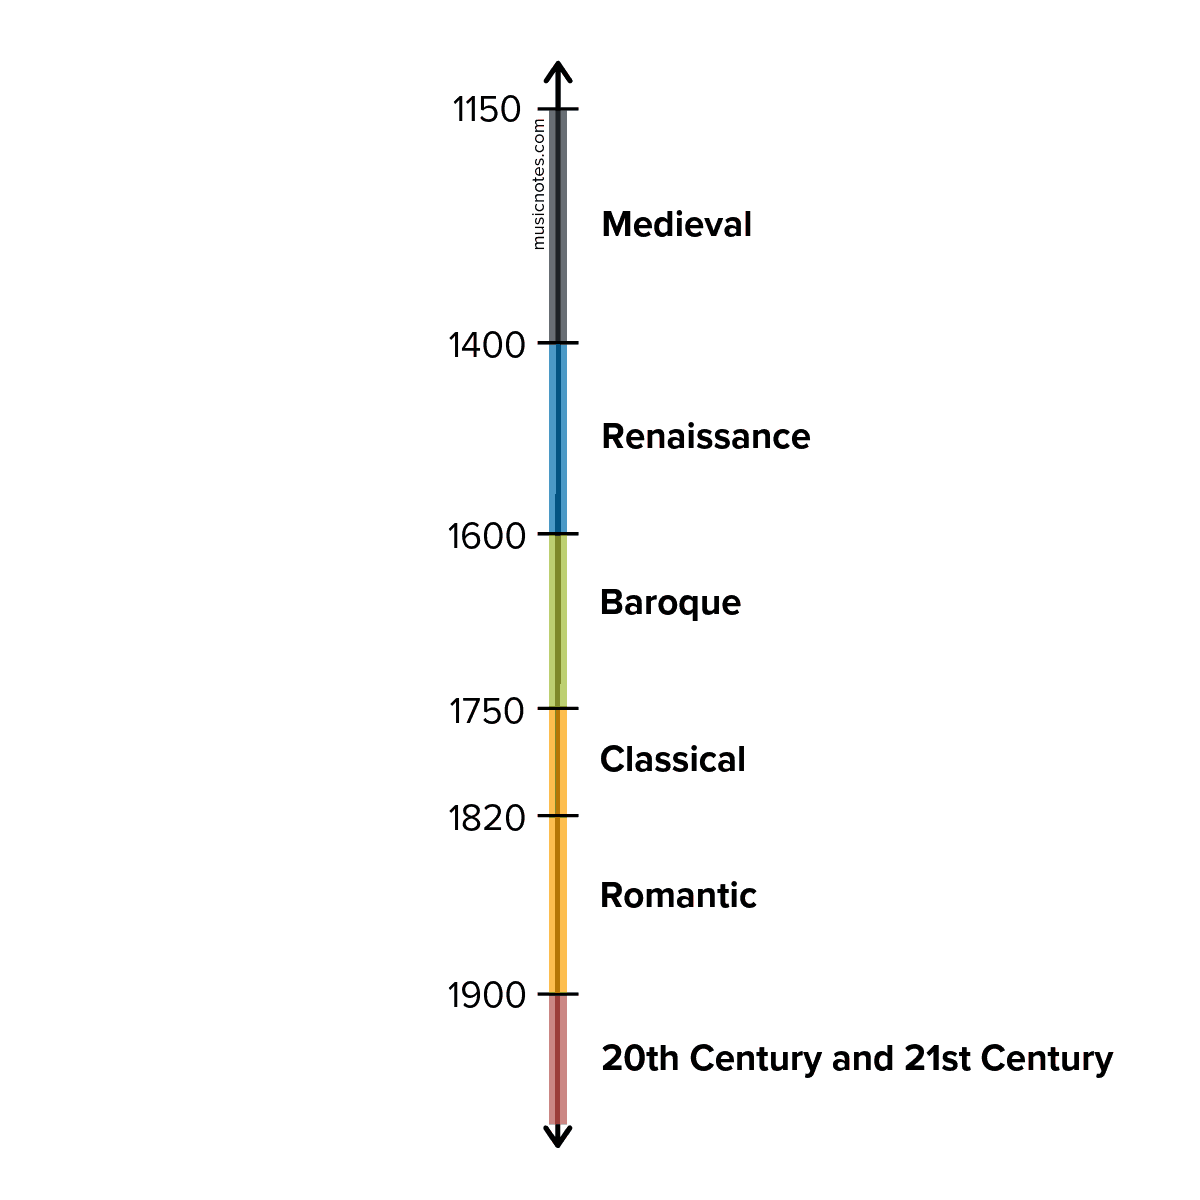 1150
musicnotes.com
Medieval
1400
Renaissance
1600
Baroque
1750
Classical
1820
Romantic
1900
20th Century and 21st Century